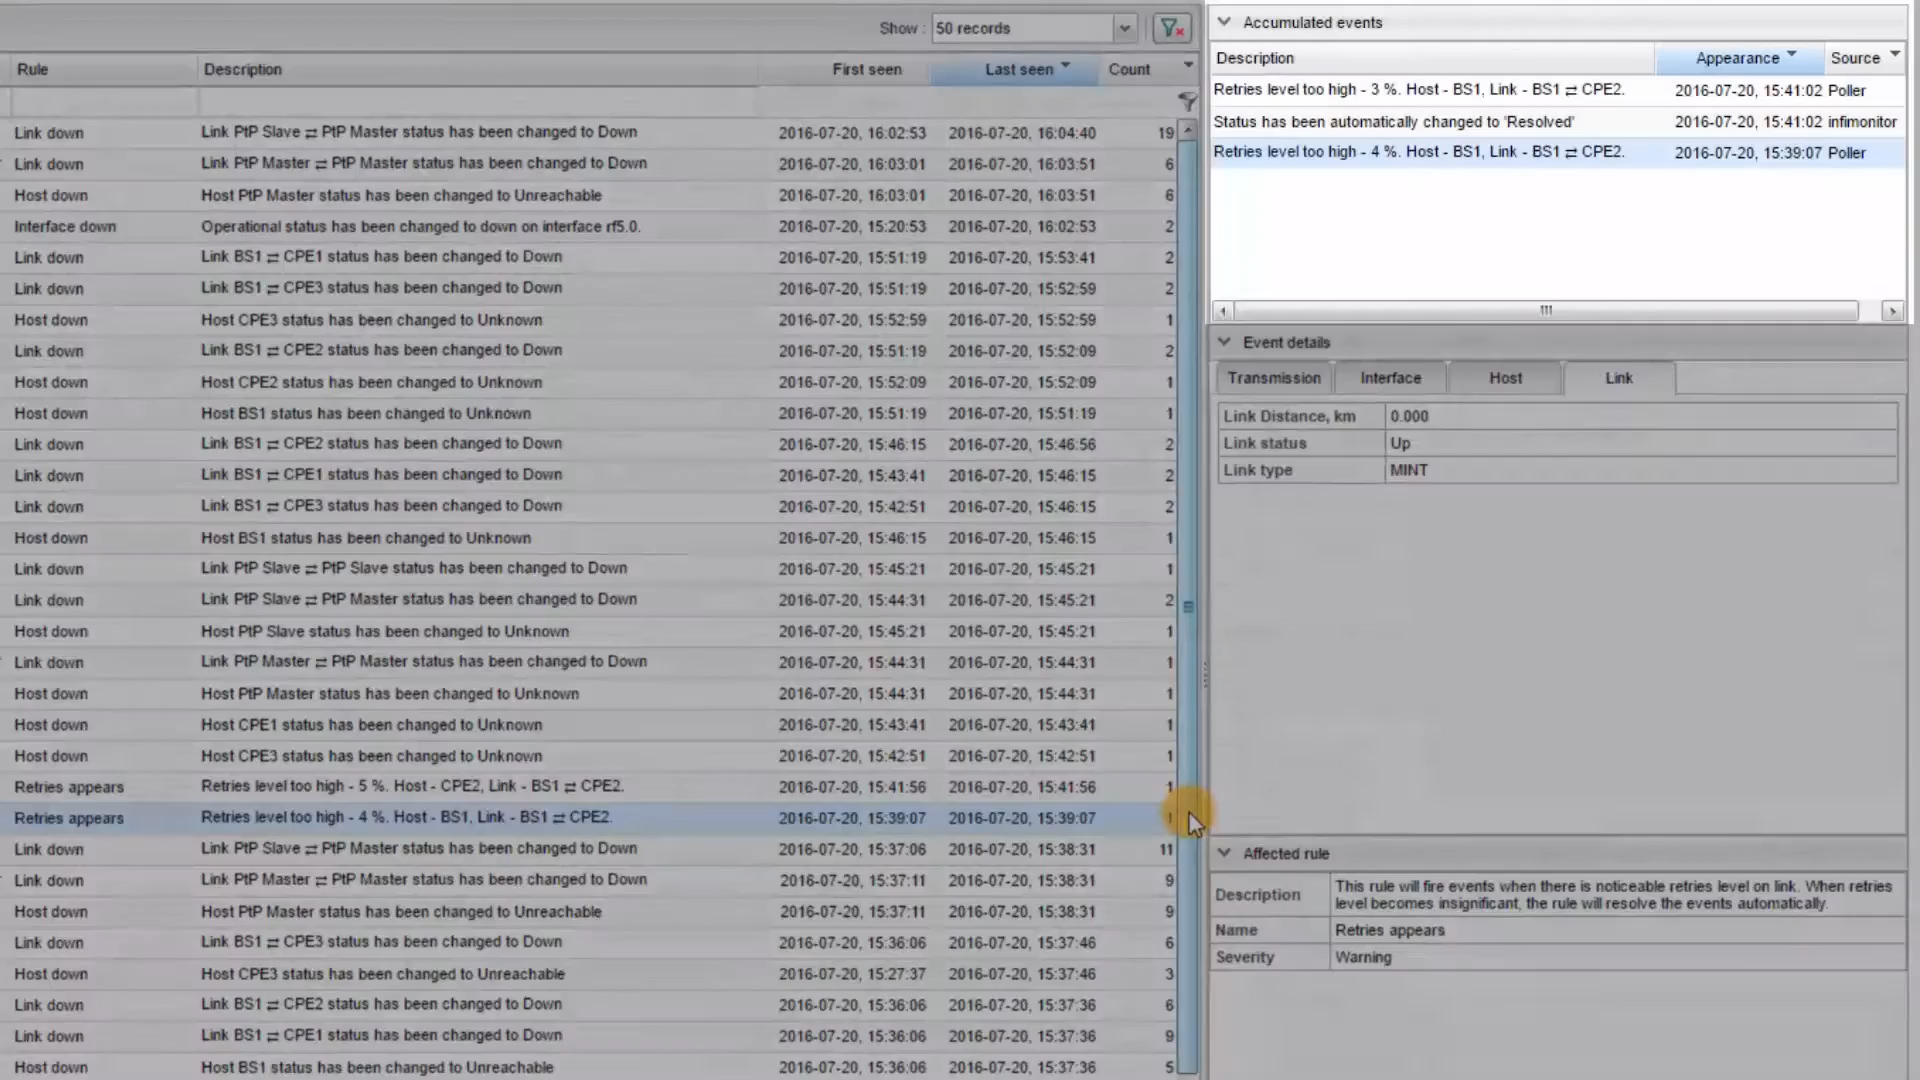 Show : 50 records
Rule Description First seen Last seen Count
Link down Link PtP Slave ⇄ PtP Master status has been changed to Down 2016-07-20, 16:02:53 2016-07-20, 16:04:40 19
Link down Link PtP Master ⇄ PtP Master status has been changed to Down 2016-07-20, 16:03:01 2016-07-20, 16:03:51 6
Host down Host PtP Master status has been changed to Unreachable 2016-07-20, 16:03:01 2016-07-20, 16:03:51 6
Interface down Operational status has been changed to down on interface rf5.0. 2016-07-20, 15:20:53 2016-07-20, 16:02:53 2
Link down Link BS1 ⇄ CPE1 status has been changed to Down 2016-07-20, 15:51:19 2016-07-20, 15:53:41 2
Link down Link BS1 ⇄ CPE3 status has been changed to Down 2016-07-20, 15:51:19 2016-07-20, 15:52:59 2
Host down Host CPE3 status has been changed to Unknown 2016-07-20, 15:52:59 2016-07-20, 15:52:59 1
Link down Link BS1 ⇄ CPE2 status has been changed to Down 2016-07-20, 15:51:19 2016-07-20, 15:52:09 2
Host down Host CPE2 status has been changed to Unknown 2016-07-20, 15:52:09 2016-07-20, 15:52:09 1
Host down Host BS1 status has been changed to Unknown 2016-07-20, 15:51:19 2016-07-20, 15:51:19 1
Link down Link BS1 ⇄ CPE2 status has been changed to Down 2016-07-20, 15:46:15 2016-07-20, 15:46:56 2
Link down Link BS1 ⇄ CPE1 status has been changed to Down 2016-07-20, 15:43:41 2016-07-20, 15:46:15 2
Link down Link BS1 ⇄ CPE3 status has been changed to Down 2016-07-20, 15:42:51 2016-07-20, 15:46:15 2
Host down Host BS1 status has been changed to Unknown 2016-07-20, 15:46:15 2016-07-20, 15:46:15 1
Link down Link PtP Slave ⇄ PtP Slave status has been changed to Down 2016-07-20, 15:45:21 2016-07-20, 15:45:21 1
Link down Link PtP Slave ⇄ PtP Master status has been changed to Down 2016-07-20, 15:44:31 2016-07-20, 15:45:21 2
Host down Host PtP Slave status has been changed to Unknown 2016-07-20, 15:45:21 2016-07-20, 15:45:21 1
Link down Link PtP Master ⇄ PtP Master status has been changed to Down 2016-07-20, 15:44:31 2016-07-20, 15:44:31 1
Host down Host PtP Master status has been changed to Unknown 2016-07-20, 15:44:31 2016-07-20, 15:44:31 1
Host down Host CPE1 status has been changed to Unknown 2016-07-20, 15:43:41 2016-07-20, 15:43:41 1
Host down Host CPE3 status has been changed to Unknown 2016-07-20, 15:42:51 2016-07-20, 15:42:51 1
Retries appears Retries level too high - 5 %. Host - CPE2, Link - BS1 ⇄ CPE2. 2016-07-20, 15:41:56 2016-07-20, 15:41:56 1
Retries appears Retries level too high - 4 %. Host - BS1, Link - BS1 ⇄ CPE2. 2016-07-20, 15:39:07 2016-07-20, 15:39:07 1
Link down Link PtP Slave ⇄ PtP Master status has been changed to Down 2016-07-20, 15:37:06 2016-07-20, 15:38:31 11
Link down Link PtP Master ⇄ PtP Master status has been changed to Down 2016-07-20, 15:37:11 2016-07-20, 15:38:31 9
Host down Host PtP Master status has been changed to Unreachable 2016-07-20, 15:37:11 2016-07-20, 15:38:31 9
Link down Link BS1 ⇄ CPE3 status has been changed to Down 2016-07-20, 15:36:06 2016-07-20, 15:37:46 6
Host down Host CPE3 status has been changed to Unreachable 2016-07-20, 15:27:37 2016-07-20, 15:37:46 3
Link down Link BS1 ⇄ CPE2 status has been changed to Down 2016-07-20, 15:36:06 2016-07-20, 15:37:36 6
Link down Link BS1 ⇄ CPE1 status has been changed to Down 2016-07-20, 15:36:06 2016-07-20, 15:37:36 9
Host down Host BS1 status has been changed to Unreachable 2016-07-20, 15:36:06 2016-07-20, 15:37:36 5
Accumulated events
Description Appearance Source
Retries level too high - 3 %. Host - BS1, Link - BS1 ⇄ CPE2. 2016-07-20, 15:41:02 Poller
Status has been automatically changed to 'Resolved' 2016-07-20, 15:41:02 infimonitor
Retries level too high - 4 %. Host - BS1, Link - BS1 ⇄ CPE2. 2016-07-20, 15:39:07 Poller
Event details
Transmission Interface Host Link
Link Distance, km 0.000
Link status Up
Link type MINT
Affected rule
Description This rule will fire events when there is noticeable retries level on link. When retries
level becomes insignificant, the rule will resolve the events automatically.
Name Retries appears
Severity Warning